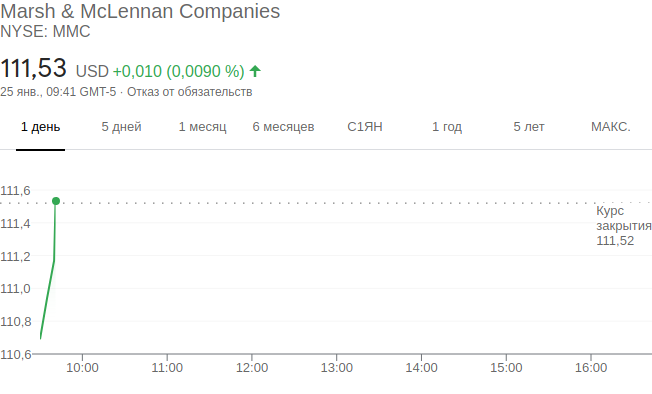 Marsh & McLennan Companies
NYSE: MMC
111,53 USD +0,010 (0,0090 %)
25 янв., 09:41 GMT-5 · Отказ от обязательств
1 день 5 дней 1 месяц 6 месяцев С1ЯН 1 год 5 лет МАКС.
111,6
Курс
закрытия
111,52
111,4
111,2
111,0
110,8
110,6
10:00 11:00 12:00 13:00 14:00 15:00 16:00